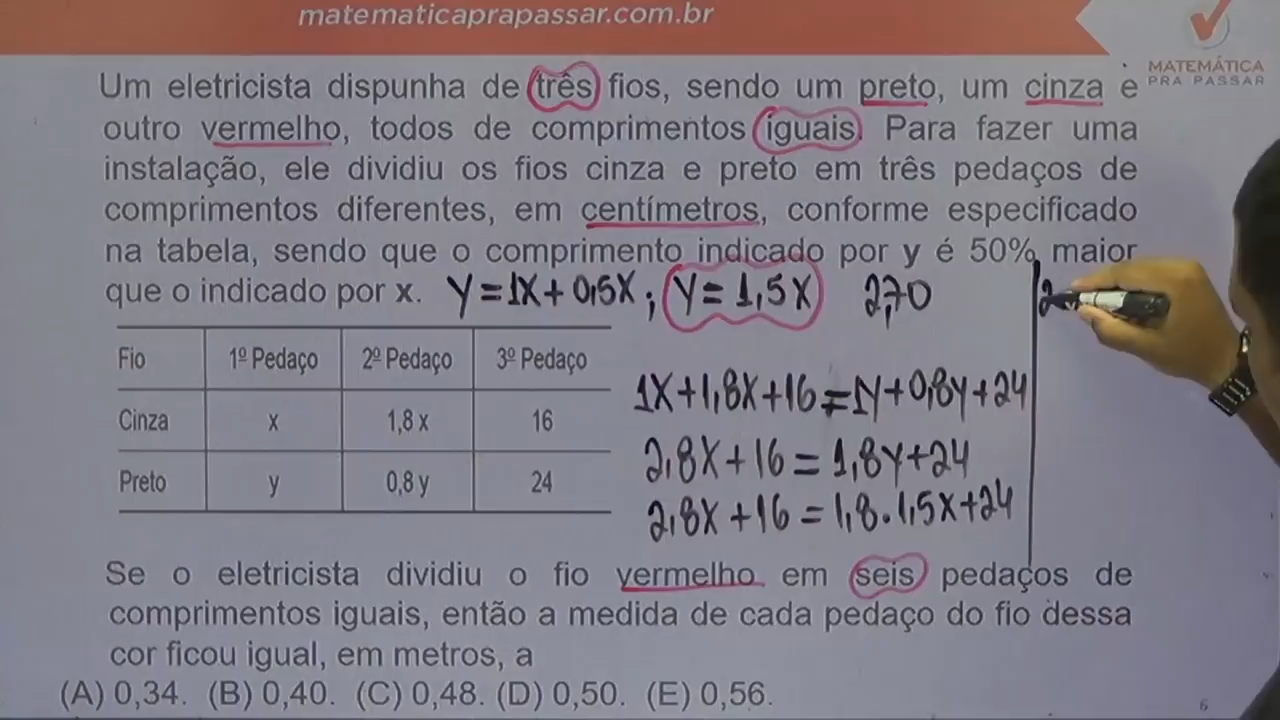 matematicaprapassar.com.br
MATEMÁTICA
PRA PASSAR
Um eletricista dispunha de três fios, sendo um preto, um cinza e
outro vermelho, todos de comprimentos iguais. Para fazer uma
instalação, ele dividiu os fios cinza e preto em três pedaços de
comprimentos diferentes, em centímetros, conforme especificado
na tabela, sendo que o comprimento indicado por y é 50% maior
que o indicado por x. Y=1X+0,5X ; Y=1,5X 2,70 2
Fio 1º Pedaço 2º Pedaço 3º Pedaço
Cinza x 1,8 x 16
Preto y 0,8 y 24
1X+1,8X+16=1Y+0,8Y+24
2,8X+16=1,8Y+24
2,8X+16=1,8.1,5X+24
Se o eletricista dividiu o fio vermelho em seis pedaços de
comprimentos iguais, então a medida de cada pedaço do fio dessa
cor ficou igual, em metros, a
(A) 0,34. (B) 0,40. (C) 0,48. (D) 0,50. (E) 0,56.
6